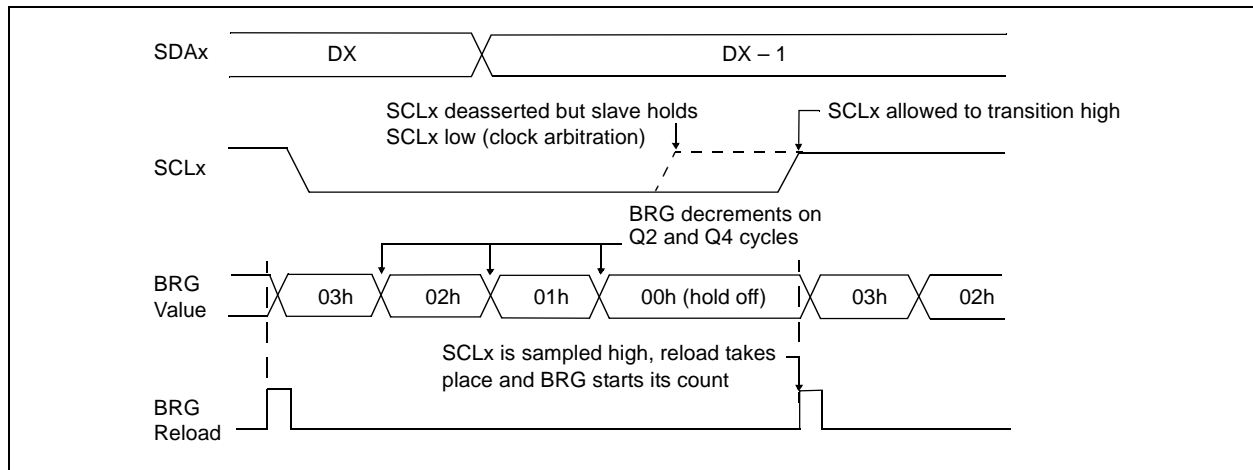 SDAx
DX
DX – 1
SCLx deasserted but slave holds
SCLx low (clock arbitration)
SCLx allowed to transition high
SCLx
BRG decrements on
Q2 and Q4 cycles
BRG
Value
03h
02h
01h
00h (hold off)
03h
02h
SCLx is sampled high, reload takes
place and BRG starts its count
BRG
Reload